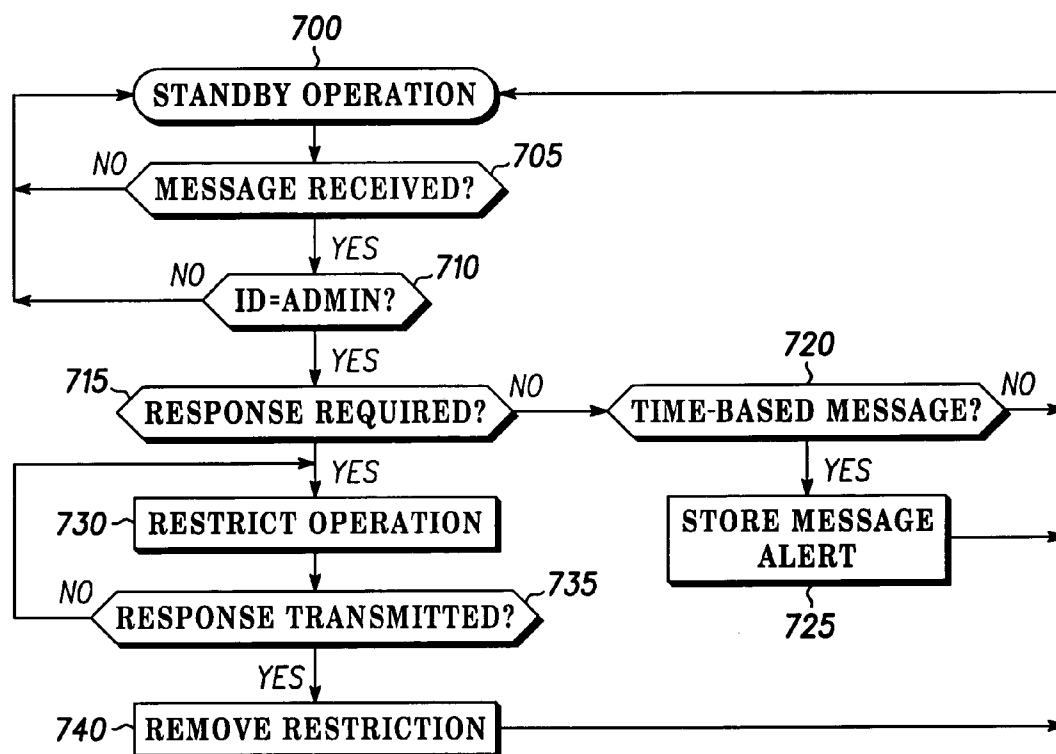 700
STANDBY OPERATION
NO
705
MESSAGE RECEIVED?
YES
NO
710
ID=ADMIN?
YES
715
RESPONSE REQUIRED?
NO
720
TIME-BASED MESSAGE?
NO
YES
YES
730
RESTRICT OPERATION
STORE MESSAGE
ALERT
725
NO
735
RESPONSE TRANSMITTED?
YES
740
REMOVE RESTRICTION